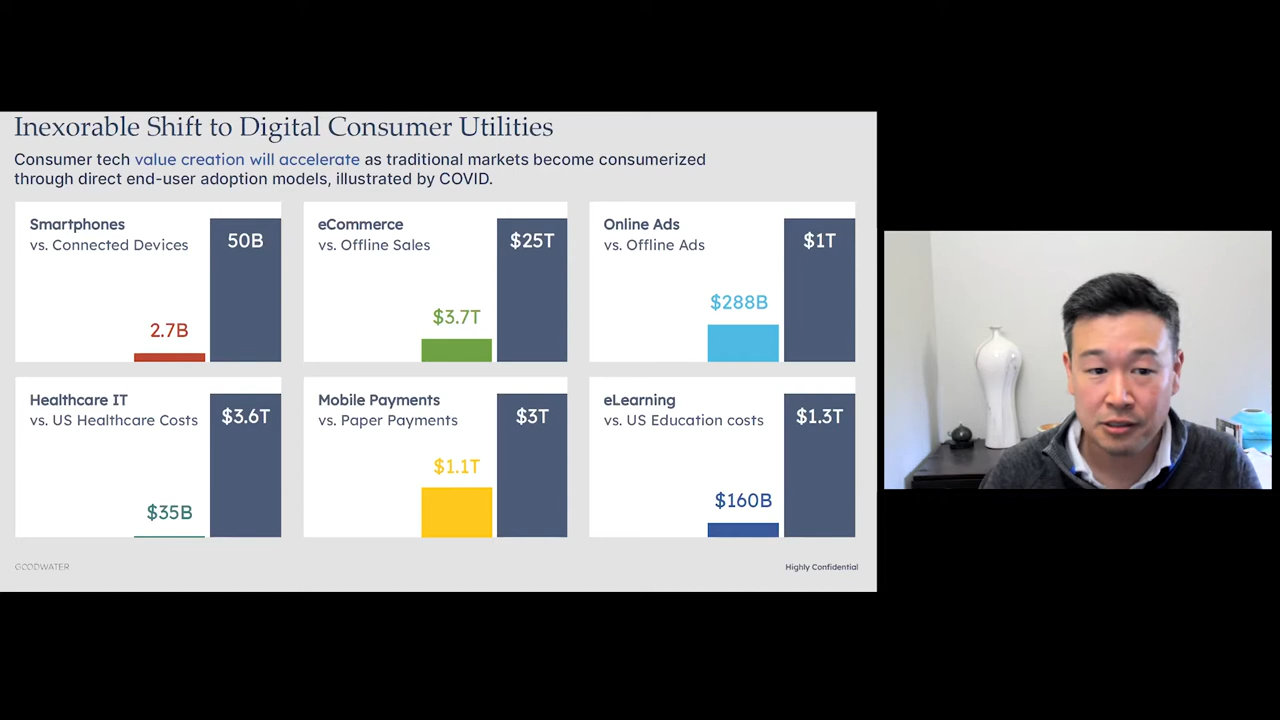 Inexorable Shift to Digital Consumer Utilities
Consumer tech value creation will accelerate as traditional markets become consumerized
through direct end-user adoption models, illustrated by COVID.
Smartphones
vs. Connected Devices
50B
2.7B
eCommerce
vs. Offline Sales
$25T
$3.7T
Online Ads
vs. Offline Ads
$1T
$288B
Healthcare IT
vs. US Healthcare Costs
$3.6T
$35B
Mobile Payments
vs. Paper Payments
$3T
$1.1T
eLearning
vs. US Education costs
$1.3T
$160B
GOODWATER
Highly Confidential